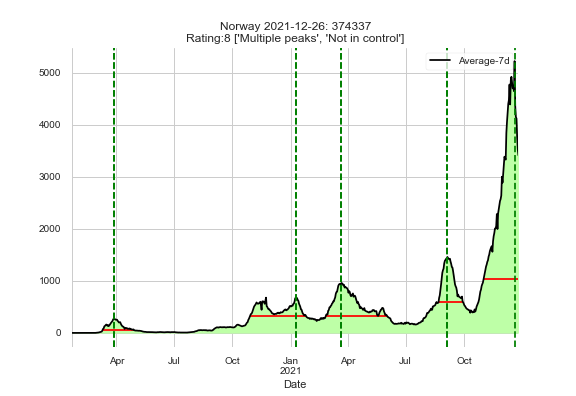 Norway 2021-12-26: 374337
Rating:8 ['Multiple peaks', 'Not in control']
Average-7d
5000
4000
3000
2000
1000
0
Apr Jul Oct Jan Apr Jul Oct
2021
Date